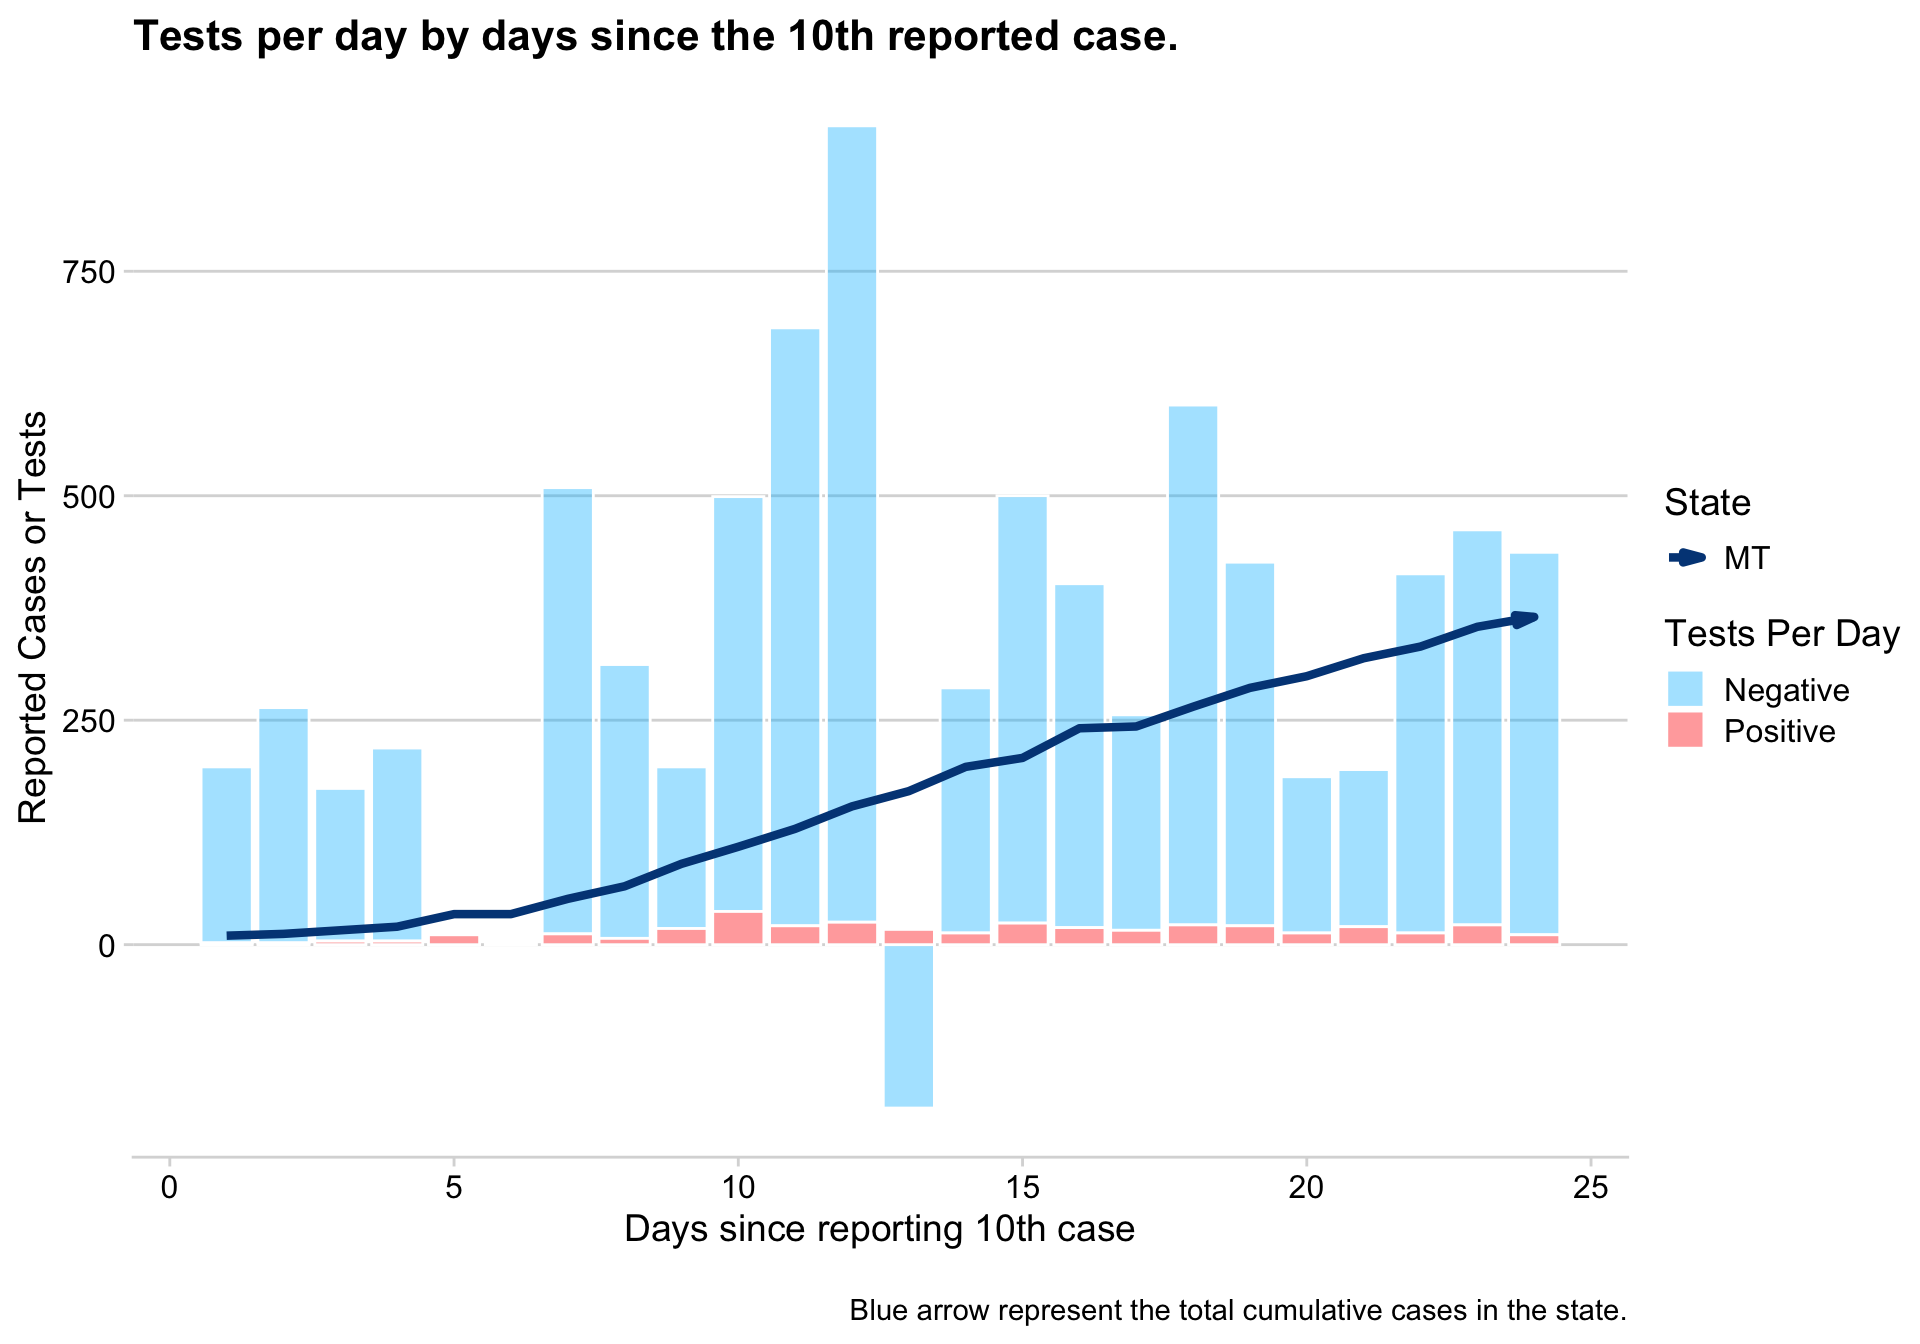 Tests per day by days since the 10th reported case.
Reported Cases or Tests
750
500
250
0
0 5 10 15 20 25
Days since reporting 10th case
State
MT
Tests Per Day
Negative
Positive
Blue arrow represent the total cumulative cases in the state.